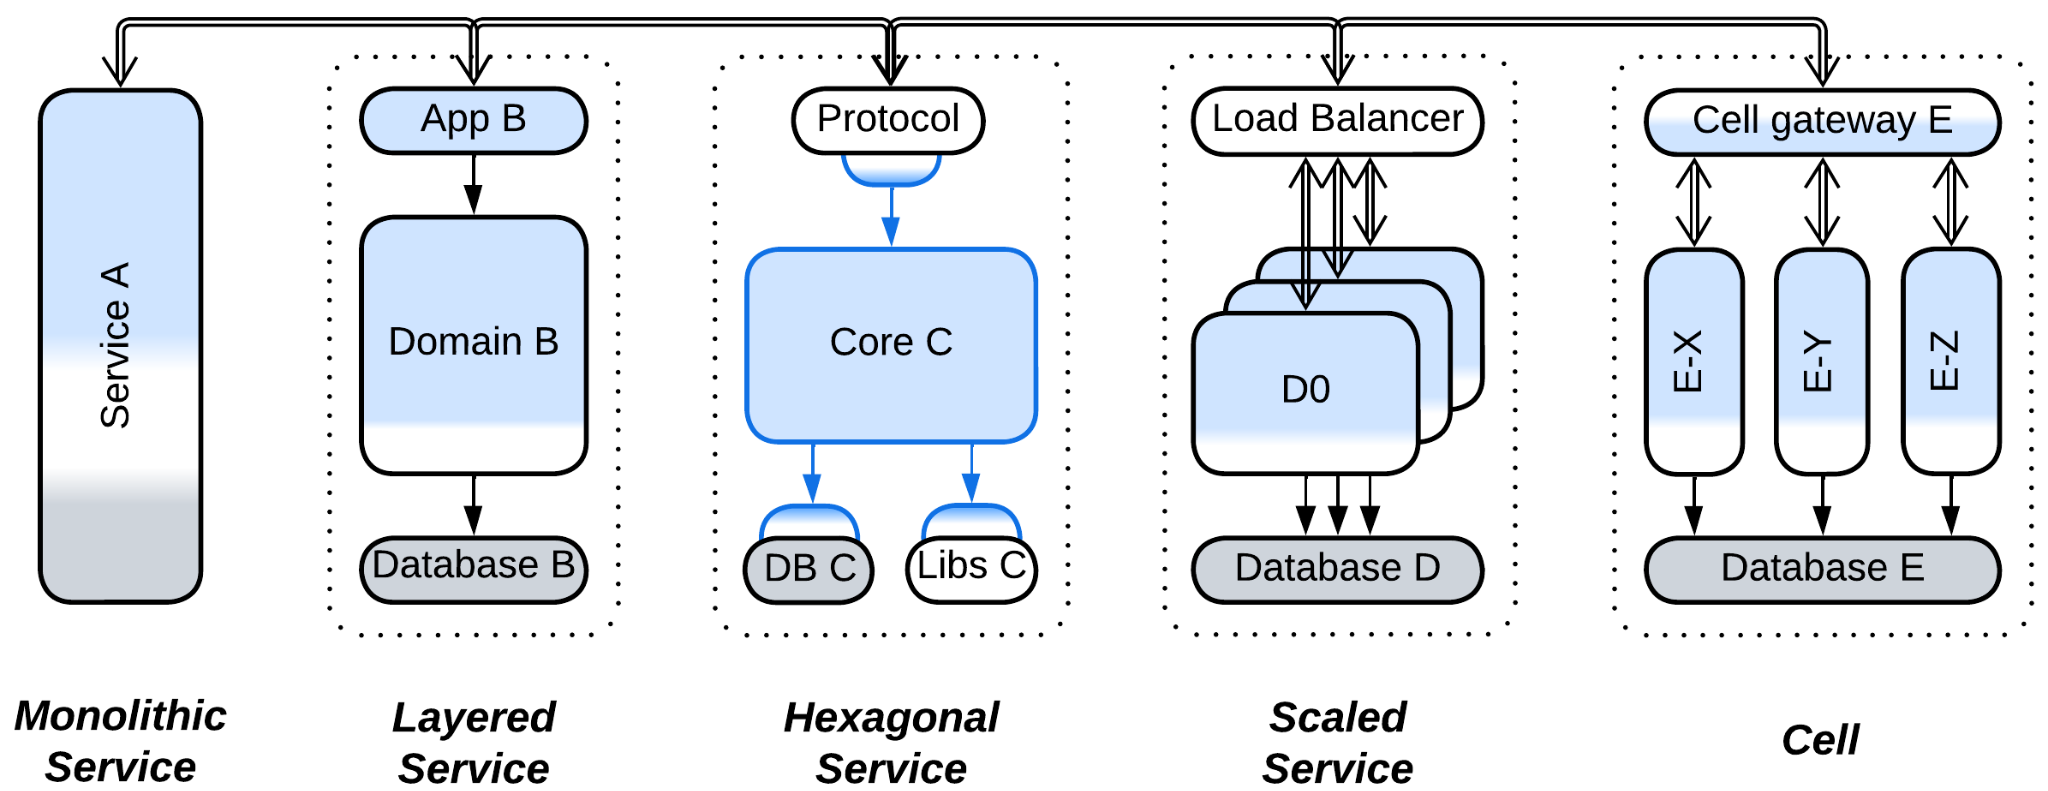 App B
Protocol
Load Balancer
Cell gateway E
Service A
Domain B
Core C
D0
E-X
E-Y
E-Z
Database B
DB C
Libs C
Database D
Database E
Monolithic
Service
Layered
Service
Hexagonal
Service
Scaled
Service
Cell